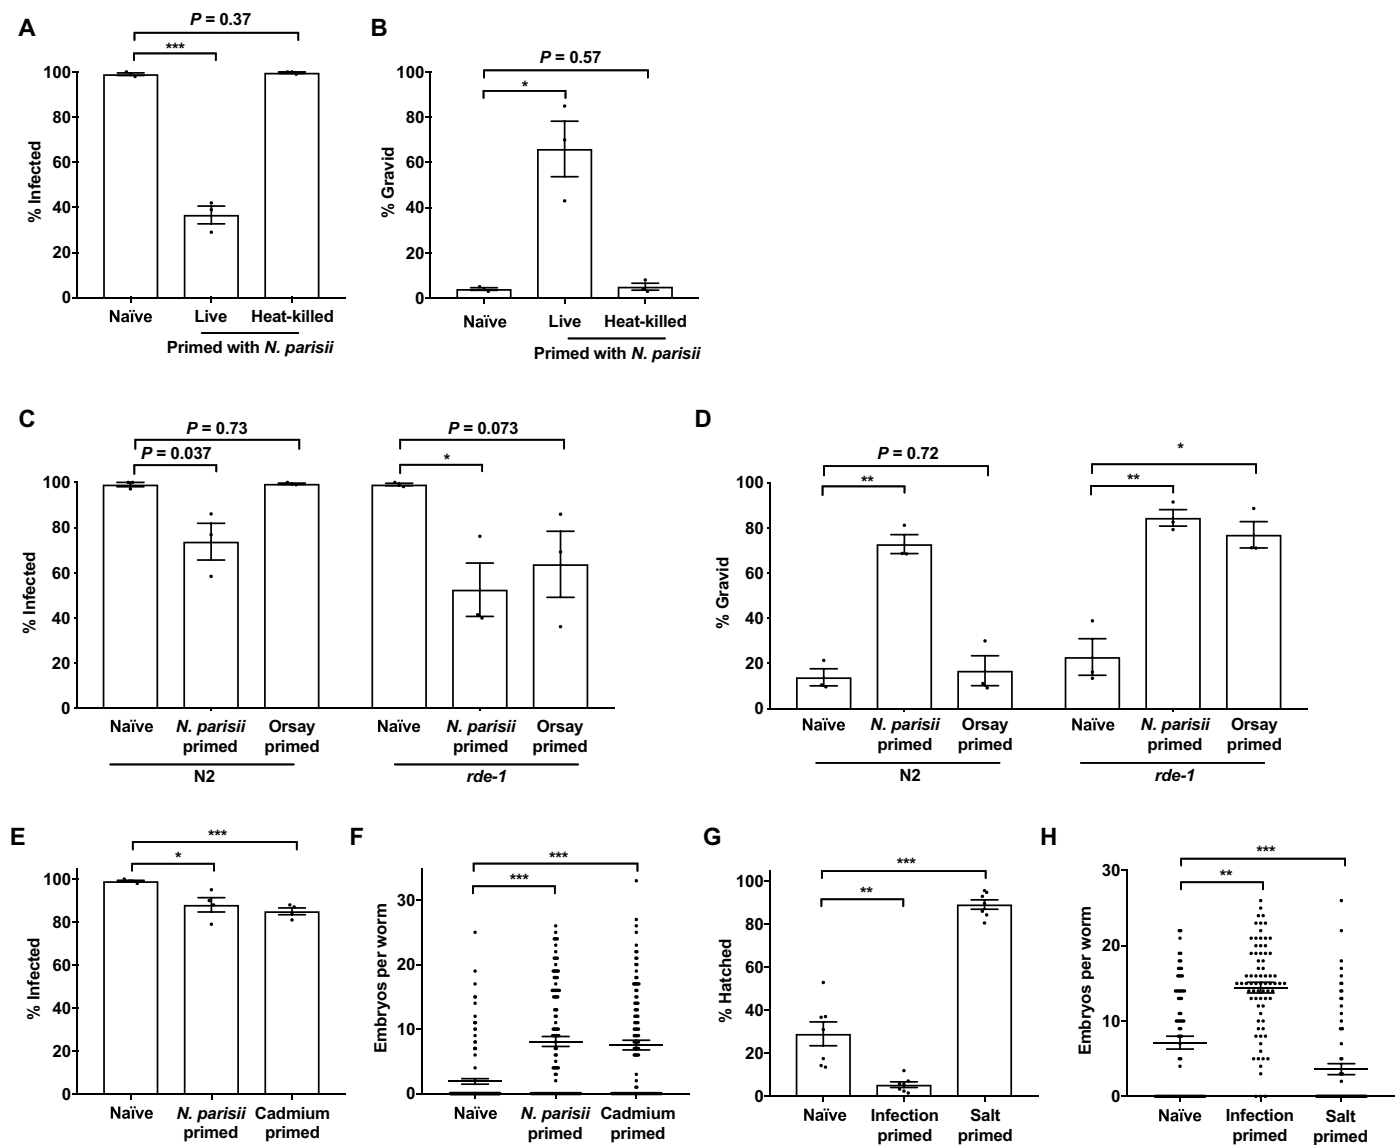 A
P = 0.37
***
% Infected
100
80
60
40
20
0
Naïve
Live
Heat-killed
Primed with N. parisii
B
P = 0.57
*
% Gravid
100
80
60
40
20
0
Naïve
Live
Heat-killed
Primed with N. parisii
C
P = 0.73
P = 0.037
P = 0.073
*
% Infected
100
80
60
40
20
0
Naïve
N. parisii
primed
Orsay
primed
N2
Naïve
N. parisii
primed
Orsay
primed
rde-1
D
P = 0.72
**
*
**
% Gravid
100
80
60
40
20
0
Naïve
N. parisii
primed
Orsay
primed
N2
Naïve
N. parisii
primed
Orsay
primed
rde-1
E
***
*
% Infected
100
80
60
40
20
0
Naïve
N. parisii
primed
Cadmium
primed
F
***
***
Embryos per worm
30
20
10
0
Naïve
N. parisii
primed
Cadmium
primed
G
***
**
% Hatched
100
80
60
40
20
0
Naïve
Infection
primed
Salt
primed
H
***
**
Embryos per worm
30
20
10
0
Naïve
Infection
primed
Salt
primed